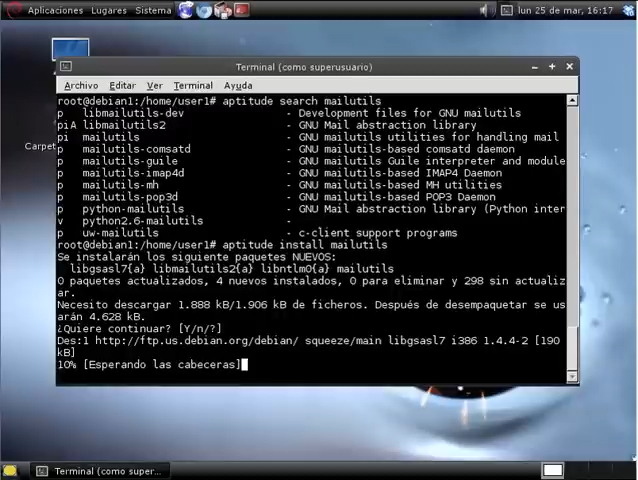 Aplicaciones Lugares Sistema
lun 25 de mar, 16:17
Carpet
Terminal (como superusuario)
Archivo Editar Ver Terminal Ayuda
root@debian1:/home/user1# aptitude search mailutils
p libmailutils-dev - Development files for GNU mailutils
piA libmailutils2 - GNU Mail abstraction library
pi mailutils - GNU mailutils utilities for handling mail
p mailutils-comsatd - GNU mailutils-based comsatd daemon
p mailutils-guile - GNU mailutils Guile interpreter and module
p mailutils-imap4d - GNU mailutils-based IMAP4 Daemon
p mailutils-mh - GNU mailutils-based MH utilities
p mailutils-pop3d - GNU mailutils-based POP3 Daemon
p python-mailutils - GNU Mail abstraction library (Python inter
v python2.6-mailutils -
p uw-mailutils - c-client support programs
root@debian1:/home/user1# aptitude install mailutils
Se instalarán los siguiente paquetes NUEVOS:
libgsasl7{a} libmailutils2{a} libntlm0{a} mailutils
0 paquetes actualizados, 4 nuevos instalados, 0 para eliminar y 298 sin actualiz
ar.
Necesito descargar 1.888 kB/1.906 kB de ficheros. Después de desempaquetar se us
arán 4.628 kB.
¿Quiere continuar? [Y/n/?]
Des:1 http://ftp.us.debian.org/debian/ squeeze/main libgsasl7 i386 1.4.4-2 [190
kB]
10% [Esperando las cabeceras]
Terminal (como super...